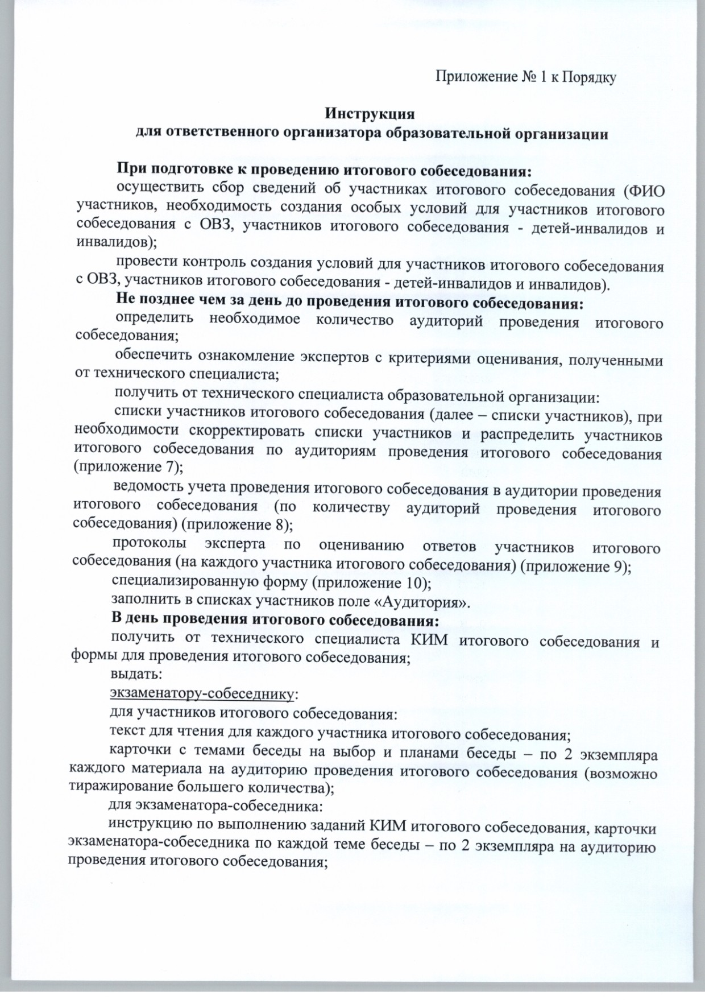 Приложение № 1 к Порядку
Инструкция
для ответственного организатора образовательной организации
При подготовке к проведению итогового собеседования:
осуществить сбор сведений об участниках итогового собеседования (ФИО
участников, необходимость создания особых условий для участников итогового
собеседования с ОВЗ, участников итогового собеседования - детей-инвалидов и
инвалидов);
провести контроль создания условий для участников итогового собеседования
с ОВЗ, участников итогового собеседования - детей-инвалидов и инвалидов).
Не позднее чем за день до проведения итогового собеседования:
определить необходимое количество аудиторий проведения итогового
собеседования;
обеспечить ознакомление экспертов с критериями оценивания, полученными
от технического специалиста;
получить от технического специалиста образовательной организации:
списки участников итогового собеседования (далее – списки участников), при
необходимости скорректировать списки участников и распределить участников
итогового собеседования по аудиториям проведения итогового собеседования
(приложение 7);
ведомость учета проведения итогового собеседования в аудитории проведения
итогового собеседования (по количеству аудиторий проведения итогового
собеседования) (приложение 8);
протоколы эксперта по оцениванию ответов участников итогового
собеседования (на каждого участника итогового собеседования) (приложение 9);
специализированную форму (приложение 10);
заполнить в списках участников поле «Аудитория».
В день проведения итогового собеседования:
получить от технического специалиста КИМ итогового собеседования и
формы для проведения итогового собеседования;
выдать:
экзаменатору-собеседнику:
для участников итогового собеседования:
текст для чтения для каждого участника итогового собеседования;
карточки с темами беседы на выбор и планами беседы – по 2 экземпляра
каждого материала на аудиторию проведения итогового собеседования (возможно
тиражирование большего количества);
для экзаменатора-собеседника:
инструкцию по выполнению заданий КИМ итогового собеседования, карточки
экзаменатора-собеседника по каждой теме беседы – по 2 экземпляра на аудиторию
проведения итогового собеседования;